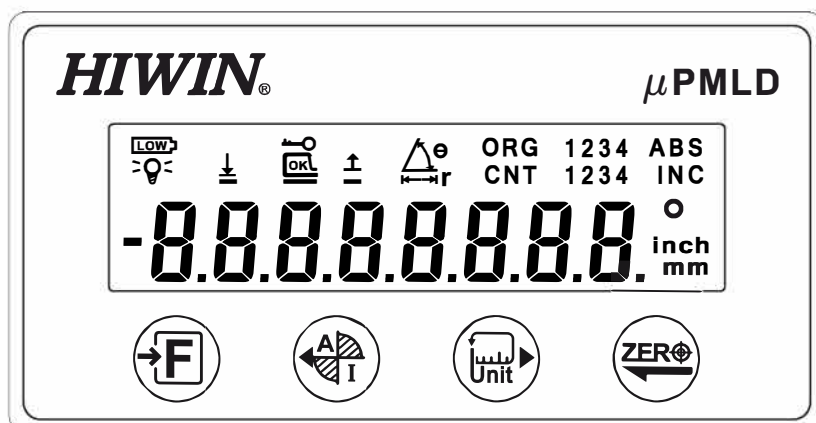 HIWIN®
µPMLD
LOW
OK
θ
r
ORG 1234 ABS
CNT 1234 INC
-8.8.8.8.8.8.8.8.
inch
mm
F
A
I
Unit
ZERO